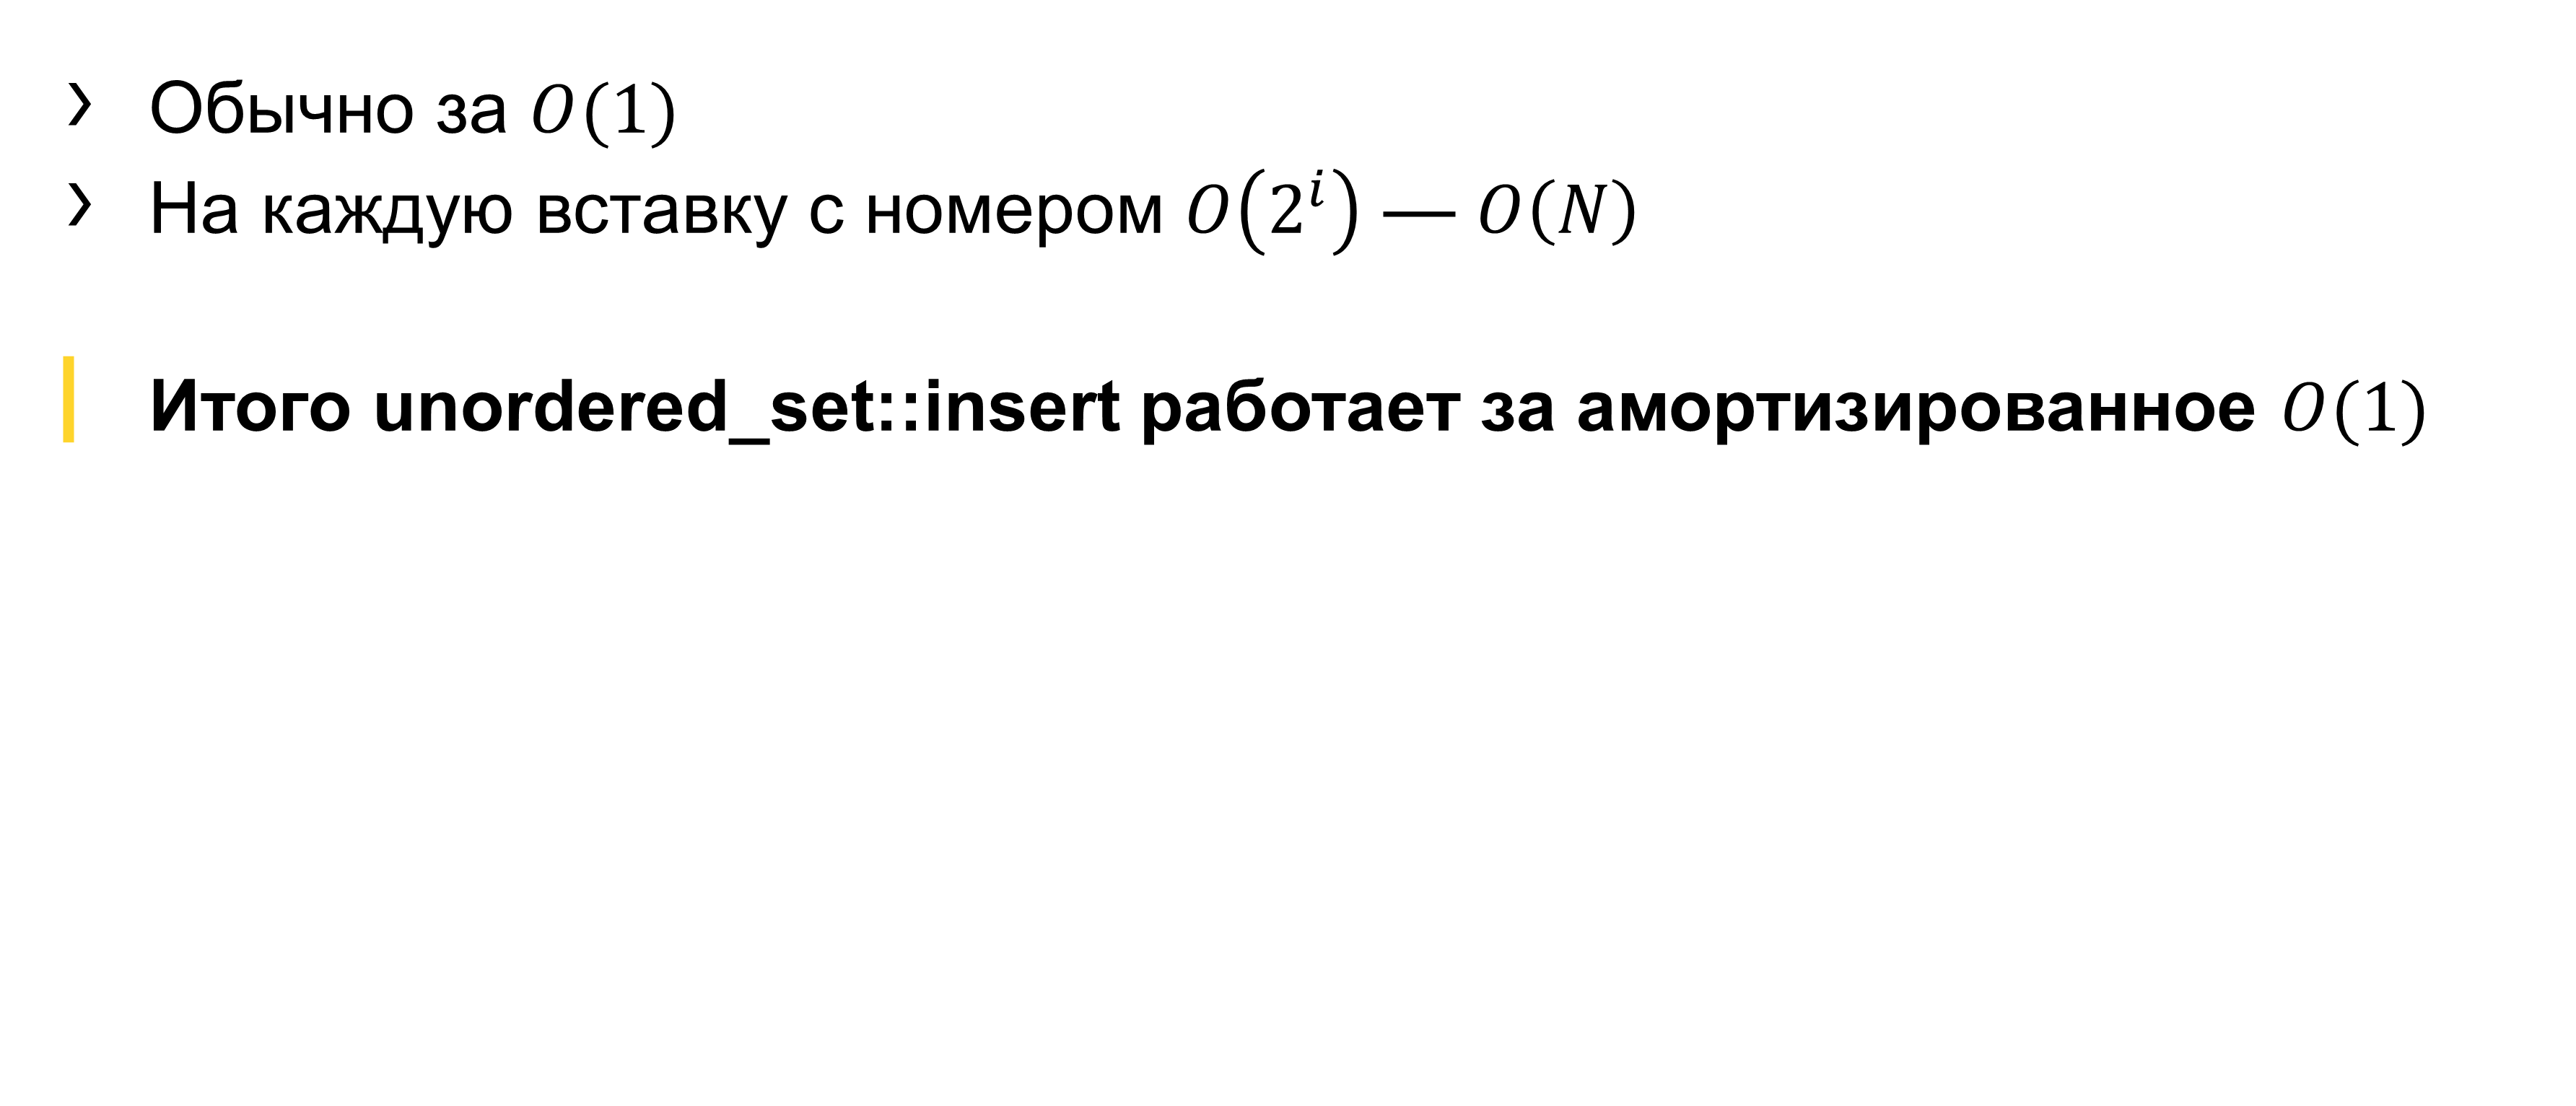 › Обычно за O(1)
› На каждую вставку с номером O(2^i) — O(N)
Итого unordered_set::insert работает за амортизированное O(1)